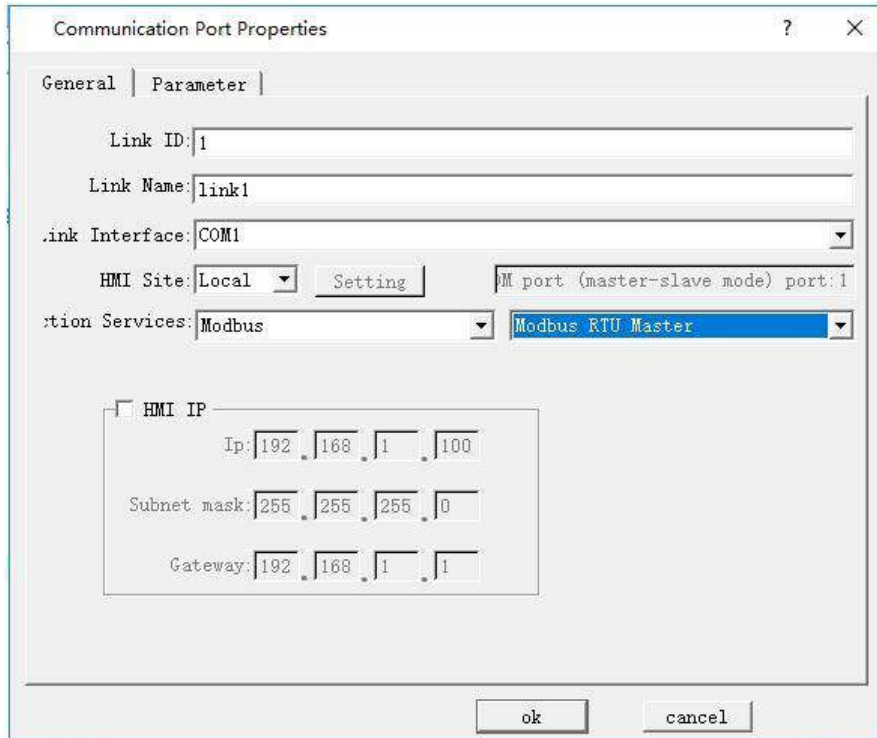 Communication Port Properties ?
General Parameter
Link ID: 1
Link Name: link1
.ink Interface: COM1
HMI Site: Local Setting M port (master-slave mode) port:1
tion Services: Modbus Modbus RTU Master
HMI IP
Ip: 192 . 168 . 1 . 100
Subnet mask: 255 . 255 . 255 . 0
Gateway: 192 . 168 . 1 . 1
ok cancel